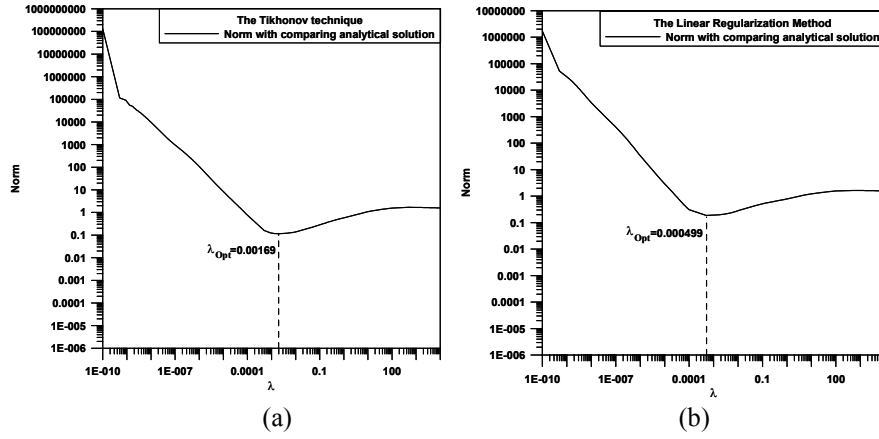 The Tikhonov technique
Norm with comparing analytical solution
100000000
10000000
1000000
100000
10000
1000
100
10
1
0.1
0.01
0.001
0.0001
1E-005
1E-006
Norm
λOpt=0.00169
1E-010
1E-007
0.0001
0.1
100
λ
(a)
The Linear Regularization Method
Norm with comparing analytical solution
10000000
1000000
100000
10000
1000
100
10
1
0.1
0.01
0.001
0.0001
1E-005
1E-006
Norm
λOpt=0.000499
1E-010
1E-007
0.0001
0.1
100
λ
(b)